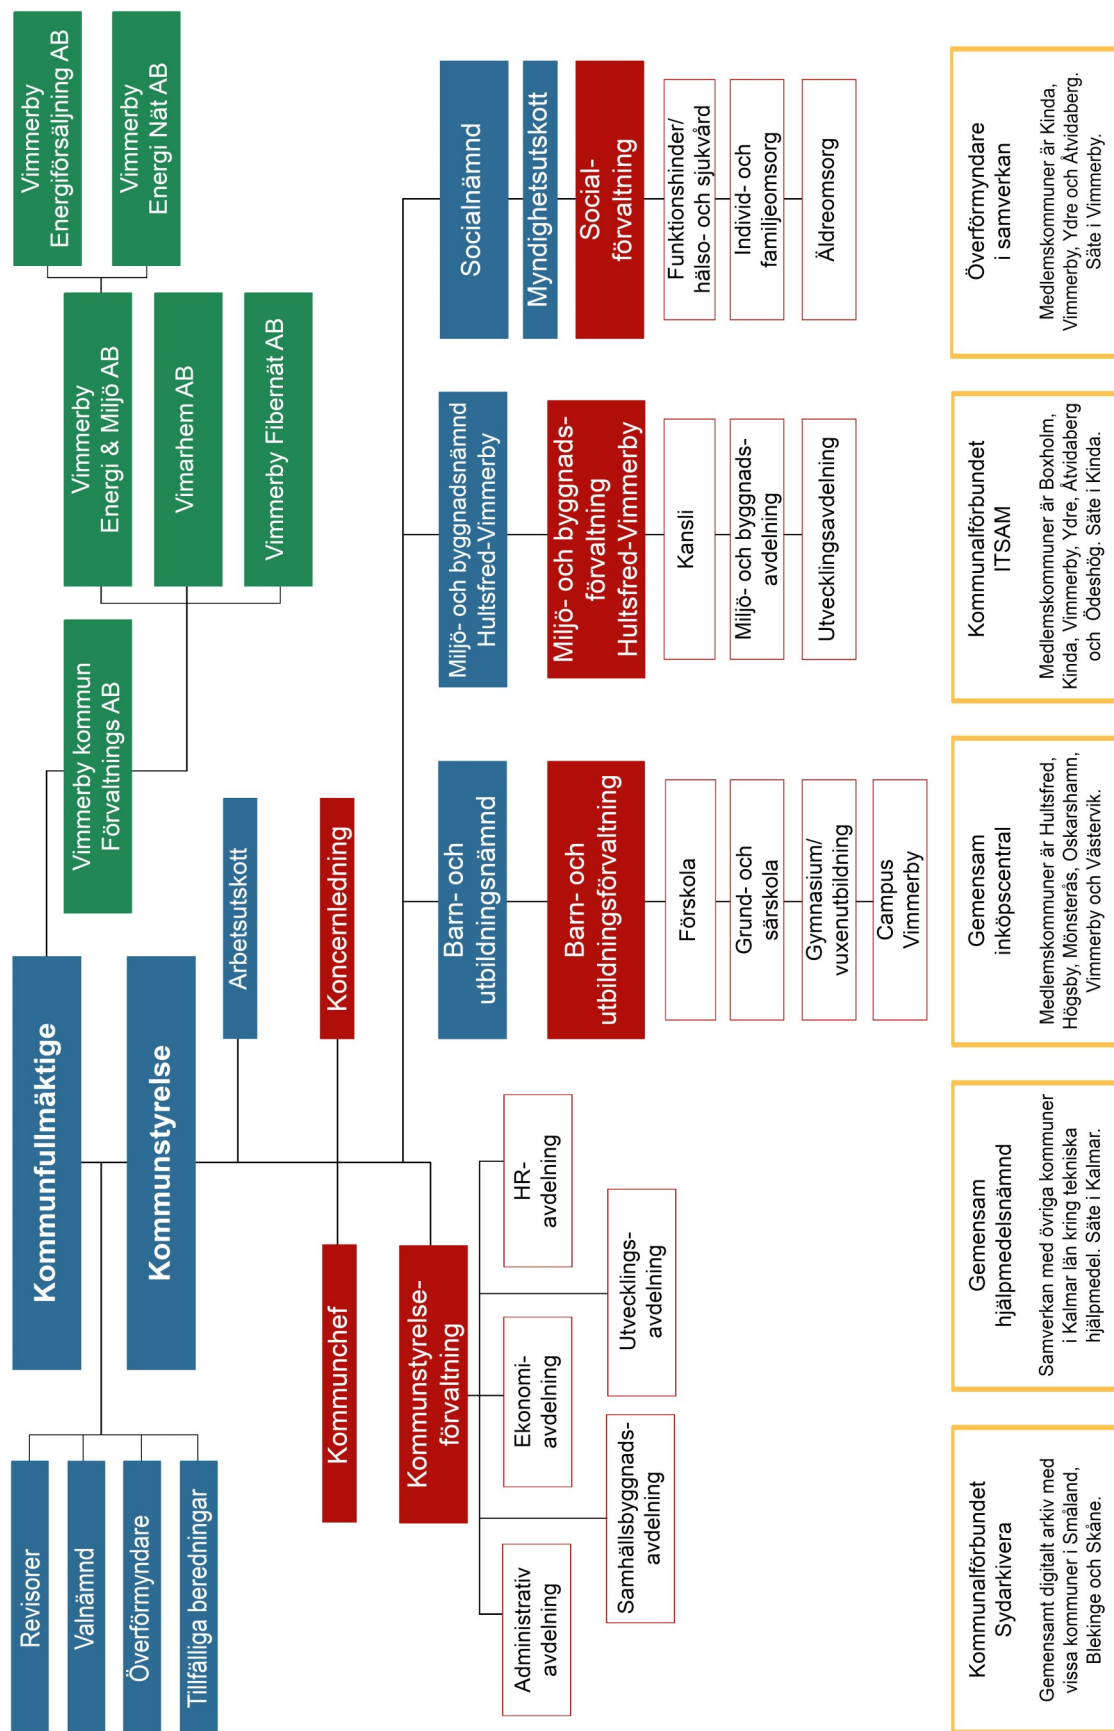 Revisorer
Valnämnd
Överförmyndare
Tillfälliga beredningar
Kommunfullmäktige
Kommunstyrelse
Vimmerby kommun
Förvaltnings AB
Vimmerby
Energi & Miljö AB
Vimarhem AB
Vimmerby Fibernät AB
Vimmerby
Energiförsäljning AB
Vimmerby
Energi Nät AB
Arbetsutskott
Kommunchef
Koncernledning
Kommunstyrelse-
förvaltning
Administrativ
avdelning
Ekonomi-
avdelning
HR-
avdelning
Samhällsbyggnads-
avdelning
Utvecklings-
avdelning
Barn- och
utbildningsnämnd
Barn- och
utbildningsförvaltning
Förskola
Grund- och
särskola
Gymnasium/
vuxenutbildning
Campus
Vimmerby
Miljö- och byggnadsnämnd
Hultsfred-Vimmerby
Miljö- och byggnads-
förvaltning
Hultsfred-Vimmerby
Kansli
Miljö- och byggnads-
avdelning
Utvecklingsavdelning
Socialnämnd
Myndighetsutskott
Social-
förvaltning
Funktionshinder/
hälso- och sjukvård
Individ- och
familjeomsorg
Äldreomsorg
Kommunalförbundet
Sydarkivera
Gemensamt digitalt arkiv med
vissa kommuner i Småland,
Blekinge och Skåne.
Gemensam
hjälpmedelsnämnd
Samverkan med övriga kommuner
i Kalmar län kring tekniska
hjälpmedel. Säte i Kalmar.
Gemensam
inköpscentral
Medlemskommuner är Hultsfred,
Högsby, Mönsterås, Oskarshamn,
Vimmerby och Västervik.
Kommunalförbundet
ITSAM
Medlemskommuner är Boxholm,
Kinda, Vimmerby, Ydre, Åtvidaberg
och Ödeshög. Säte i Kinda.
Överförmyndare
i samverkan
Medlemskommuner är Kinda,
Vimmerby, Ydre och Åtvidaberg.
Säte i Vimmerby.